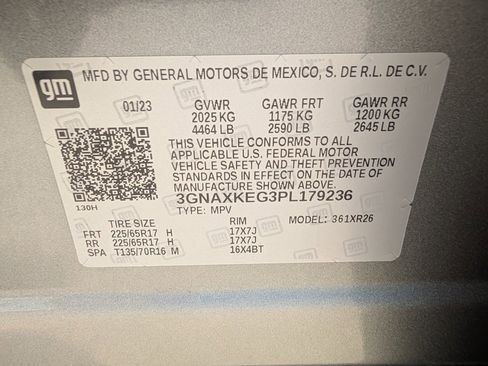 gm
MFD BY GENERAL MOTORS DE MEXICO, S. DE R.L. DE C.V.
01/23 GVWR GAWR FRT GAWR RR
2025 KG 1175 KG 1200 KG
4464 LB 2590 LB 2645 LB
THIS VEHICLE CONFORMS TO ALL
APPLICABLE U.S. FEDERAL MOTOR
VEHICLE SAFETY AND THEFT PREVENTION
STANDARDS IN EFFECT ON THE DATE OF
MANUFACTURE SHOWN ABOVE.
3GNAXKEG3PL179236
130H
TYPE: MPV MODEL: 361XR26
TIRE SIZE RIM
FRT 225/65R17 H 17X7J
RR 225/65R17 H 17X7J
SPA T135/70R16 M 16X4BT